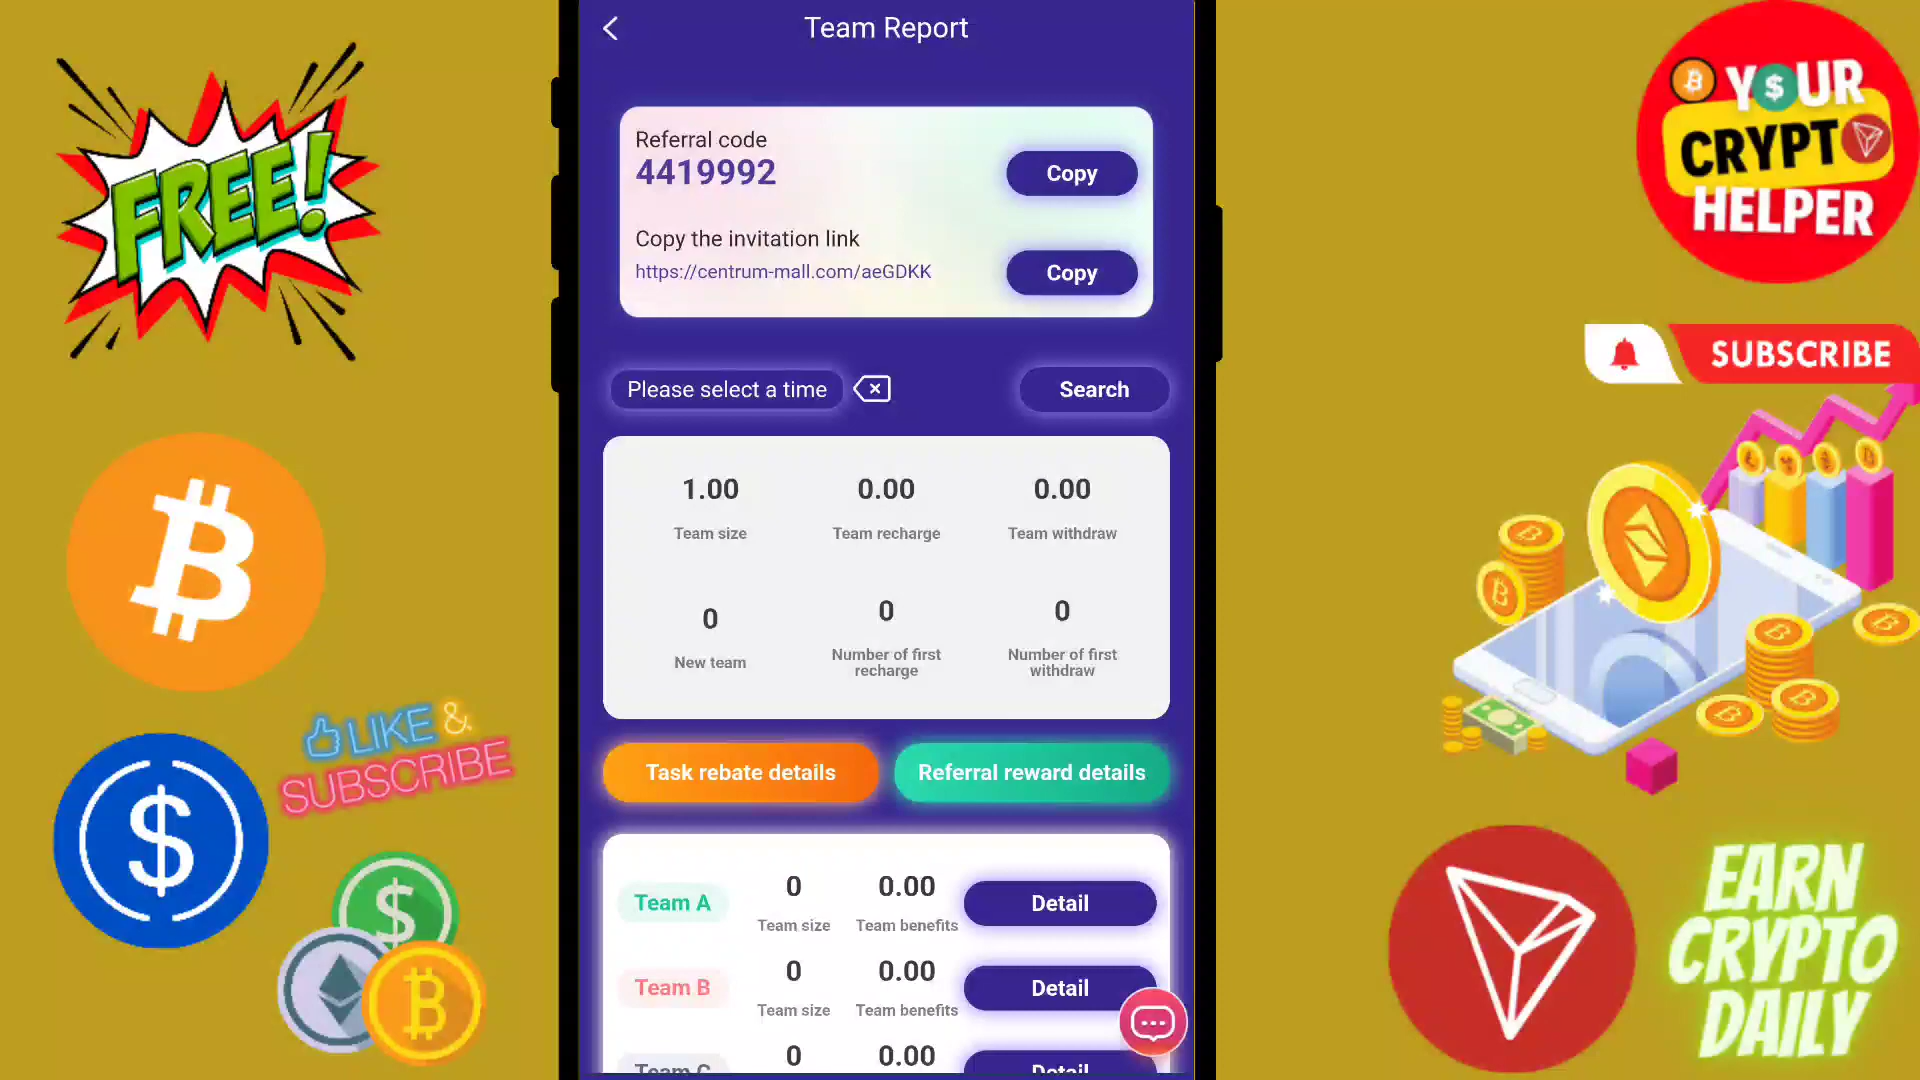 FREE!
Team Report
Referral code
4419992
Copy
Copy the invitation link
https://centrum-mall.com/aeGDKK
Copy
Please select a time
Search
1.00
0.00
0.00
Team size
Team recharge
Team withdraw
0
0
0
New team
Number of first
recharge
Number of first
withdraw
Task rebate details
Referral reward details
Team A
0
0.00
Detail
Team size
Team benefits
Team B
0
0.00
Detail
Team size
Team benefits
Team C
0
0.00
Detail
LIKE &
SUBSCRIBE
Y$UR
CRYPT
HELPER
SUBSCRIBE
EARN
CRYPTO
DAILY